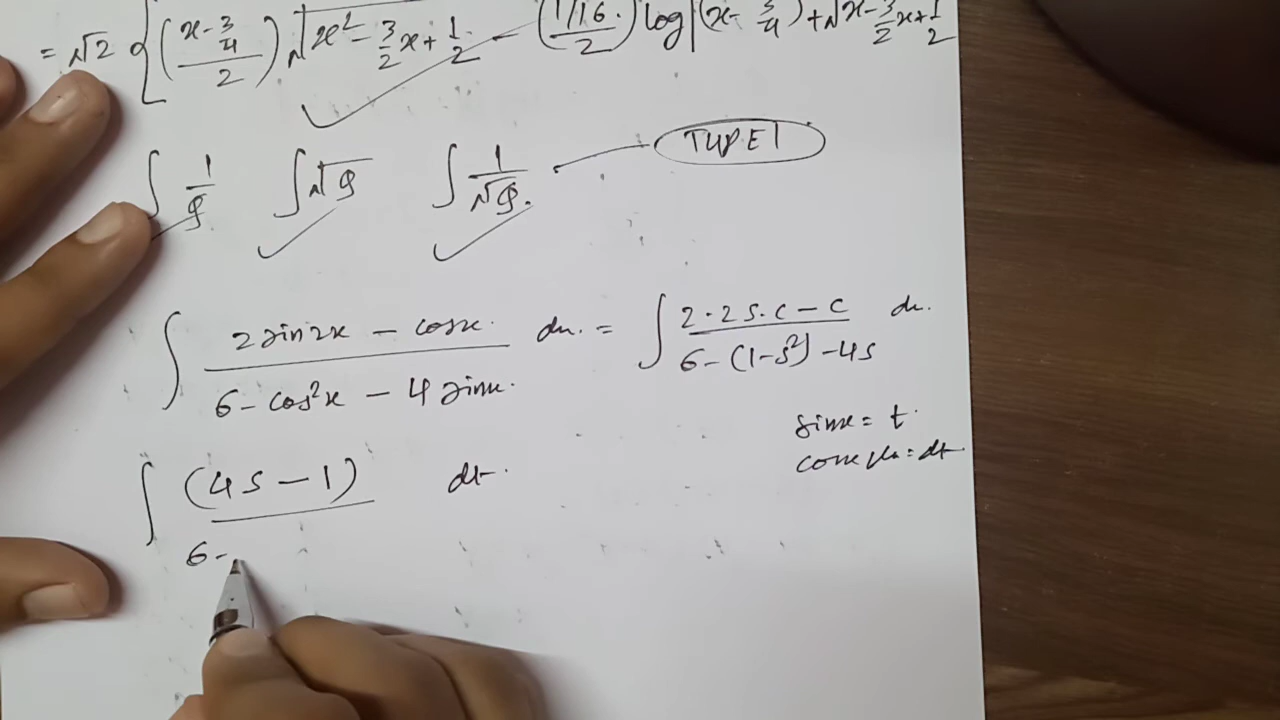 = √2 { ((x - 3/4)/2) √(x² - 3/2 x + 1/2) - ((1/16)/2) log |(x - 3/4) + √(x - 3/2 x + 1/2)
∫ 1/Q ∫ √Q ∫ 1/√Q. TYPE 1
∫ (2 sin2x - cosx.)/(6 - cos²x - 4 sinx.) dx. = ∫ (2·2s.c - c)/(6 - (1-s²) - 4s) dx.
sinx = t.
cosx dx = dt.
∫ (4s - 1)/(6 - dt.